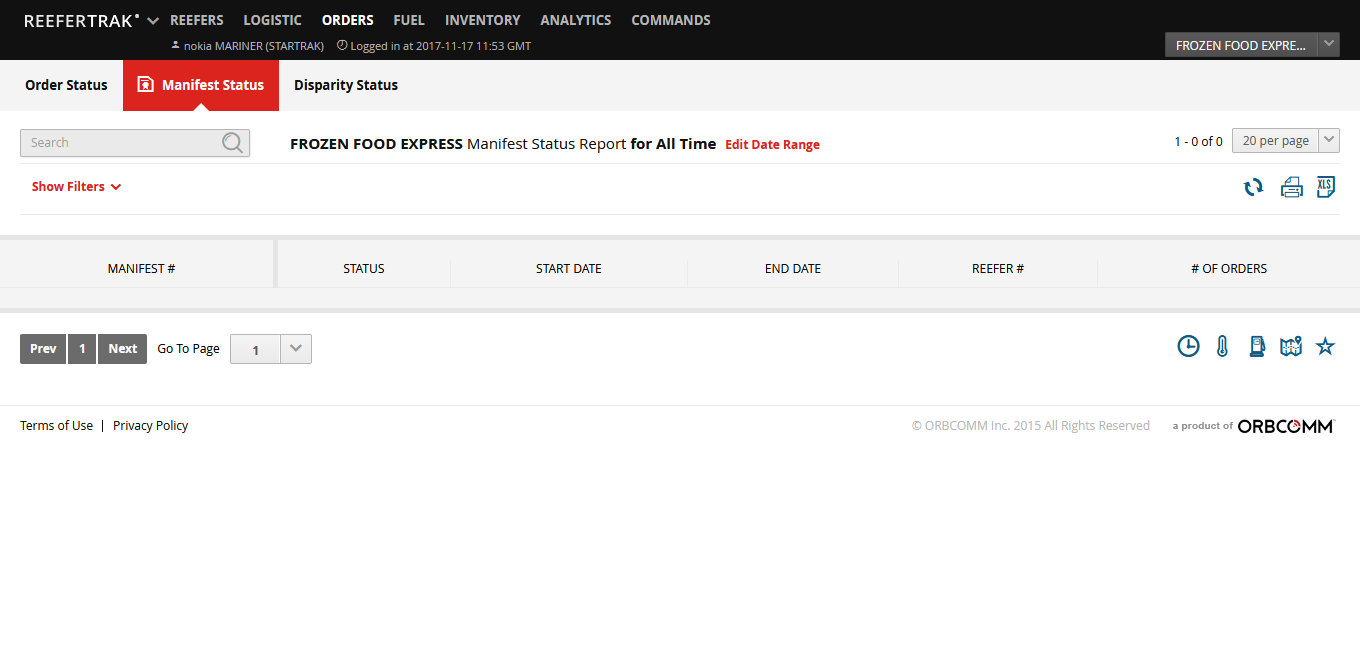 REEFERTRAK REEFERS LOGISTIC ORDERS FUEL INVENTORY ANALYTICS COMMANDS
nokia MARINER (STARTRAK) Logged in at 2017-11-17 11:53 GMT FROZEN FOOD EXPRE...
Order Status Manifest Status Disparity Status
Search FROZEN FOOD EXPRESS Manifest Status Report for All Time Edit Date Range 1 - 0 of 0 20 per page
Show Filters XLS
MANIFEST # STATUS START DATE END DATE REEFER # # OF ORDERS
Prev 1 Next Go To Page 1
Terms of Use | Privacy Policy © ORBCOMM Inc. 2015 All Rights Reserved a product of ORBCOMM